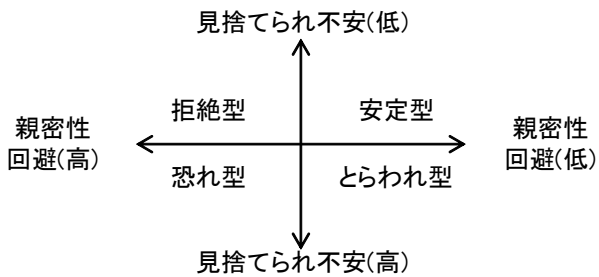 見捨てられ不安(低)
拒絶型
安定型
親密性
回避(高)
親密性
回避(低)
恐れ型
とらわれ型
見捨てられ不安(高)